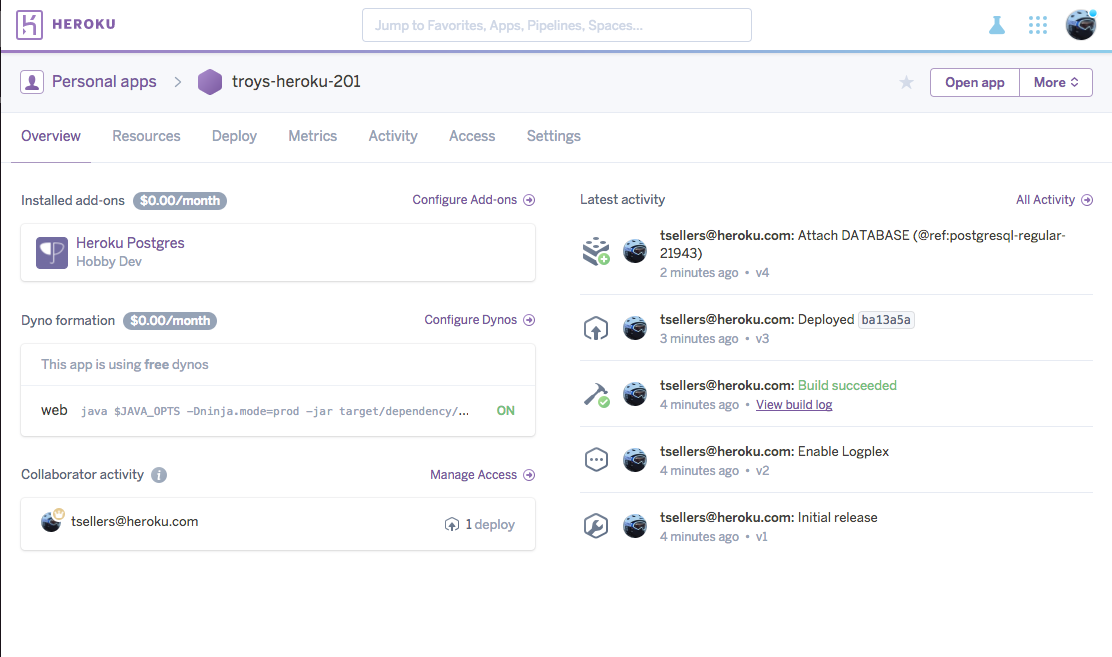 HEROKU
Jump to Favorites, Apps, Pipelines, Spaces...
Personal apps
troys-heroku-201
Open app
More
Overview
Resources
Deploy
Metrics
Activity
Access
Settings
Installed add-ons
$0.00/month
Configure Add-ons
Heroku Postgres
Hobby Dev
Dyno formation
$0.00/month
Configure Dynos
This app is using free dynos
web java $JAVA_OPTS -Dninja.mode=prod -jar target/dependency/... ON
Collaborator activity
i
Manage Access
tsellers@heroku.com
1 deploy
Latest activity
All Activity
tsellers@heroku.com: Attach DATABASE (@ref:postgresql-regular-
21943)
2 minutes ago • v4
tsellers@heroku.com: Deployed ba13a5a
3 minutes ago • v3
tsellers@heroku.com: Build succeeded
4 minutes ago • View build log
tsellers@heroku.com: Enable Logplex
4 minutes ago • v2
tsellers@heroku.com: Initial release
4 minutes ago • v1